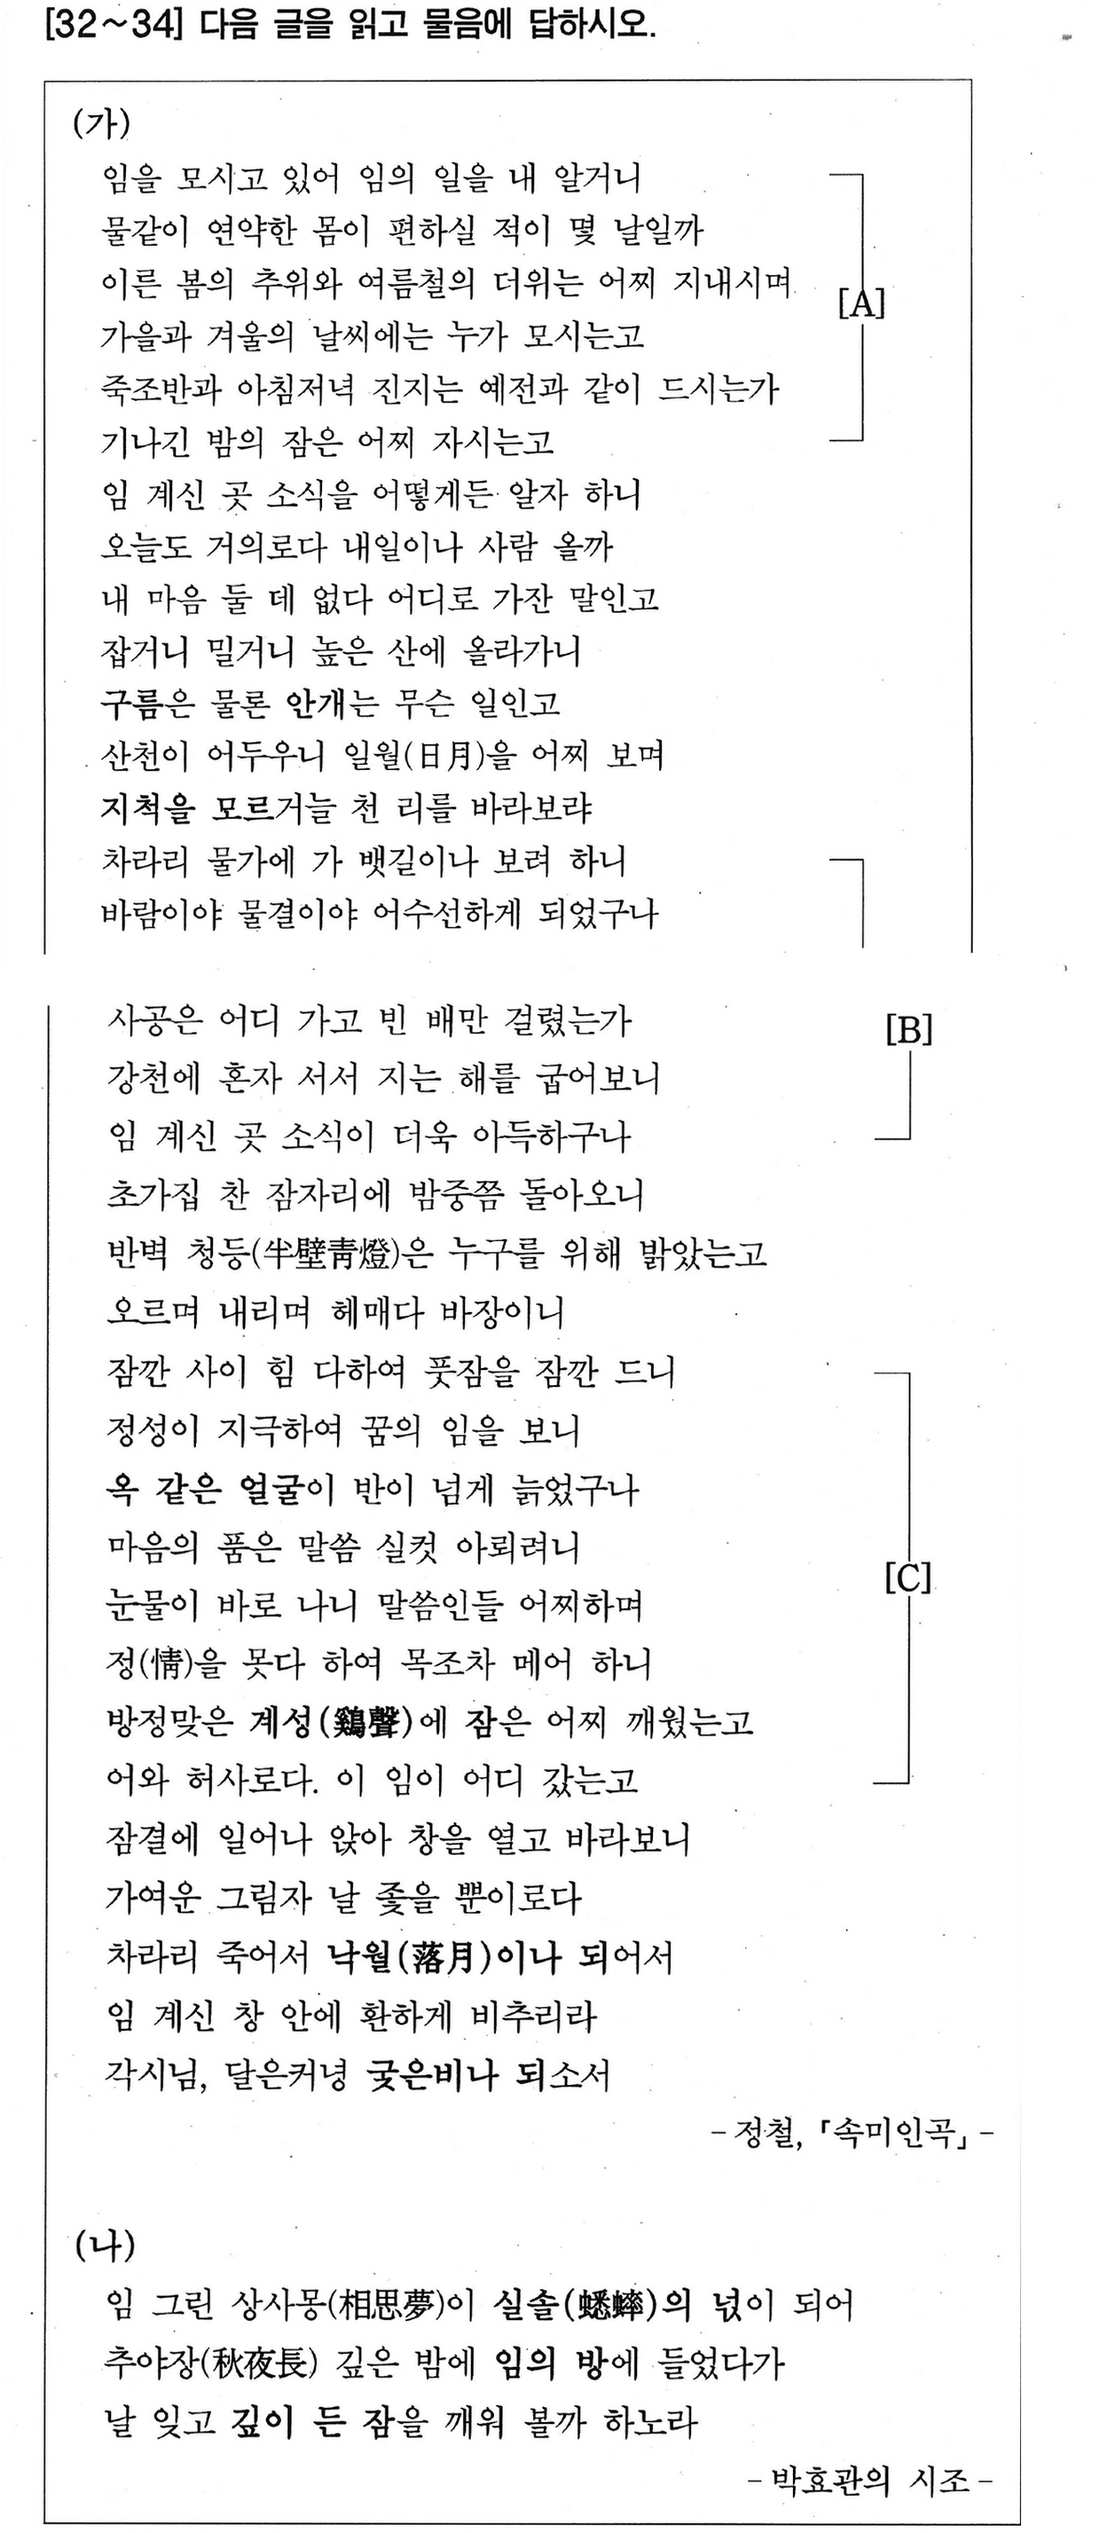 [32~34] 다음 글을 읽고 물음에 답하시오.
(가)
임을 모시고 있어 임의 일을 내 알거니
물같이 연약한 몸이 편하실 적이 몇 날일까
이른 봄의 추위와 여름철의 더위는 어찌 지내시며
[A]
가을과 겨울의 날씨에는 누가 모시는고
죽조반과 아침저녁 진지는 예전과 같이 드시는가
기나긴 밤의 잠은 어찌 자시는고
임 계신 곳 소식을 어떻게든 알자 하니
오늘도 거의로다 내일이나 사람 올까
내 마음 둘 데 없다 어디로 가잔 말인고
잡거니 밀거니 높은 산에 올라가니
구름은 물론 안개는 무슨 일인고
산천이 어두우니 일월(日月)을 어찌 보며
지척을 모르거늘 천 리를 바라보랴
차라리 물가에 가 뱃길이나 보려 하니
바람이야 물결이야 어수선하게 되었구나
사공은 어디 가고 빈 배만 걸렸는가
[B]
강천에 혼자 서서 지는 해를 굽어보니
임 계신 곳 소식이 더욱 아득하구나
초가집 찬 잠자리에 밤중쯤 돌아오니
반벽 청등(半壁靑燈)은 누구를 위해 밝았는고
오르며 내리며 헤매다 바장이니
잠깐 사이 힘 다하여 풋잠을 잠깐 드니
정성이 지극하여 꿈의 임을 보니
옥 같은 얼굴이 반이 넘게 늙었구나
마음의 품은 말씀 실컷 아뢰려니
[C]
눈물이 바로 나니 말씀인들 어찌하며
정(情)을 못다 하여 목조차 메어 하니
방정맞은 계성(鷄聲)에 잠은 어찌 깨웠는고
어와 허사로다. 이 임이 어디 갔는고
잠결에 일어나 앉아 창을 열고 바라보니
가여운 그림자 날 좇을 뿐이로다
차라리 죽어서 낙월(落月)이나 되어서
임 계신 창 안에 환하게 비추리라
각시님, 달은커녕 궂은비나 되소서
- 정철, 「속미인곡」 -
(나)
임 그린 상사몽(相思夢)이 실솔(蟋蟀)의 넋이 되어
추야장(秋夜長) 깊은 밤에 임의 방에 들었다가
날 잊고 깊이 든 잠을 깨워 볼까 하노라
- 박효관의 시조 -